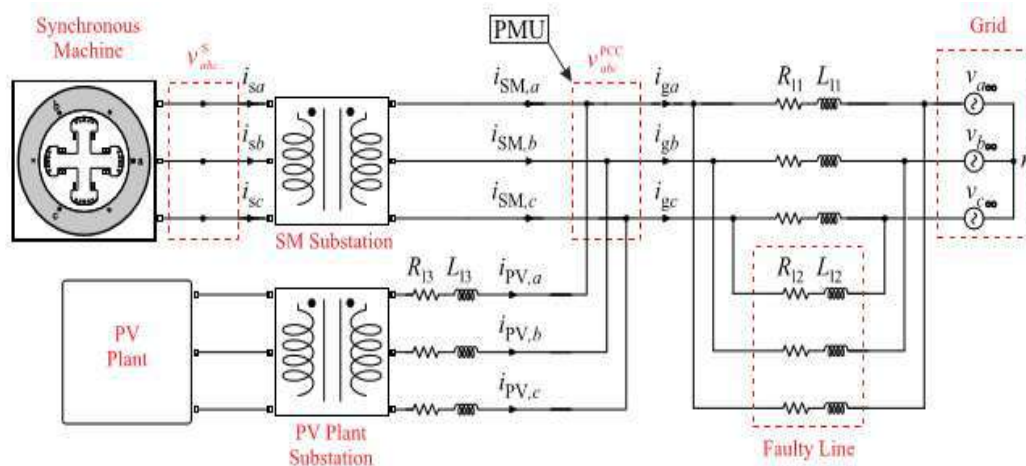 Synchronous
Machine
v^s_abc
i_sa
i_sb
i_sc
b
a
c
SM Substation
i_SM,a
i_SM,b
i_SM,c
PMU
v^PCC_abc
i_ga
i_gb
i_gc
R_l1 L_l1
Grid
v_a∞
v_b∞
v_c∞
n
R_l2 L_l2
Faulty Line
PV
Plant
PV Plant
Substation
R_l3 L_l3
i_PV,a
i_PV,b
i_PV,c